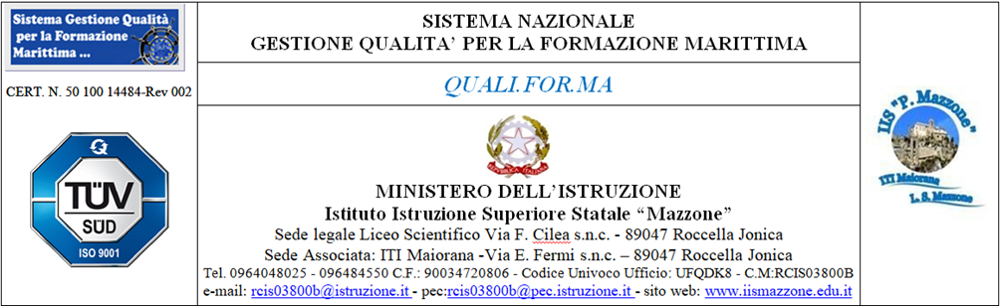 Sistema Gestione Qualità
per la Formazione
Marittima ...
CERT. N. 50 100 14484-Rev 002
TÜV
SÜD
ISO 9001
SISTEMA NAZIONALE
GESTIONE QUALITA’ PER LA FORMAZIONE MARITTIMA
QUALI.FOR.MA
REPVBBLICA ITALIANA
MINISTERO DELL’ISTRUZIONE
Istituto Istruzione Superiore Statale “Mazzone”
Sede legale Liceo Scientifico Via F. Cilea s.n.c. - 89047 Roccella Jonica
Sede Associata: ITI Maiorana -Via E. Fermi s.n.c. – 89047 Roccella Jonica
Tel. 0964048025 - 096484550 C.F.: 90034720806 - Codice Univoco Ufficio: UFQDK8 - C.M:RCIS03800B
e-mail: rcis03800b@istruzione.it - pec:rcis03800b@pec.istruzione.it - sito web: www.iismazzone.edu.it
IIS "P. Mazzone"
ITI Maiorana
L. S. Mazzone